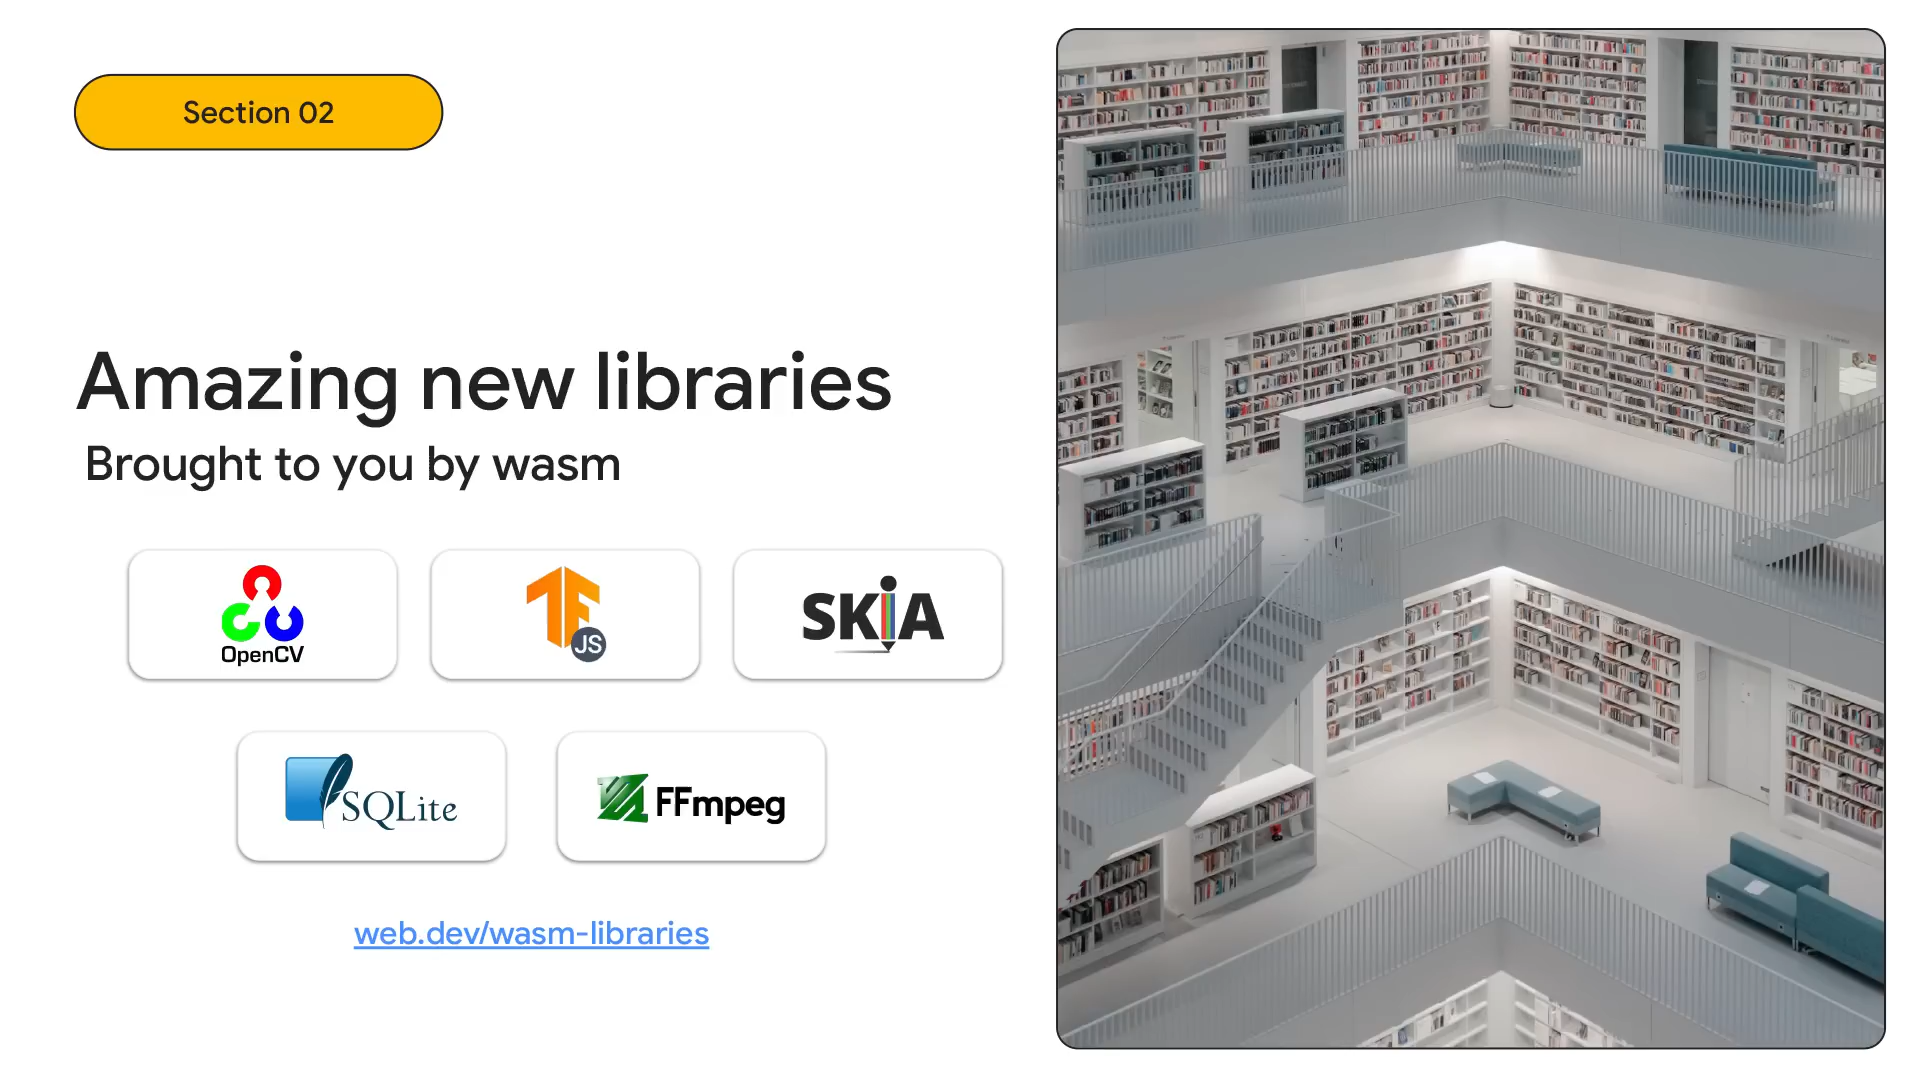 Section 02
Amazing new libraries
Brought to you by wasm
OpenCV
JS
SKiA
SQLite
FFmpeg
web.dev/wasm-libraries